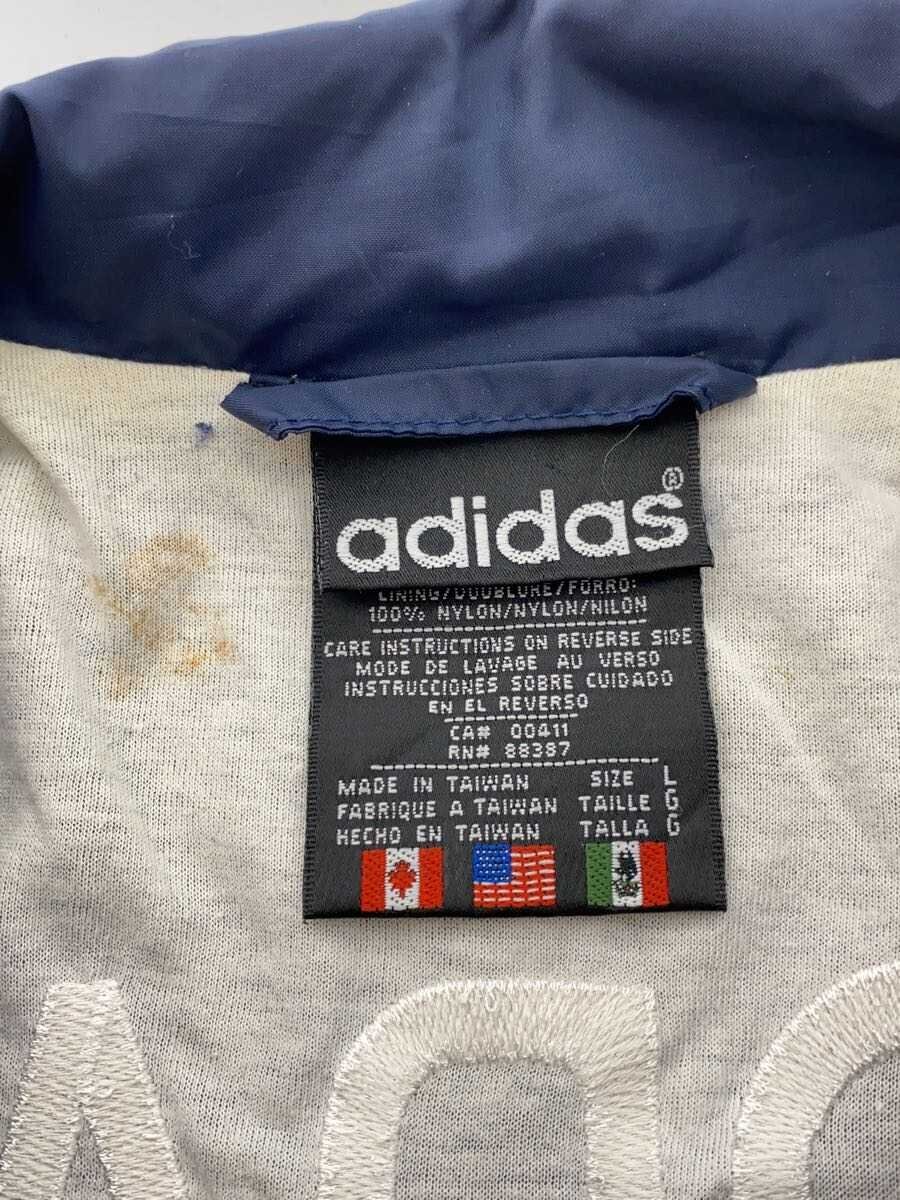 adidas®
LINING/DOUBLURE/FORRO:
100% NYLON/NYLON/NILON
CARE INSTRUCTIONS ON REVERSE SIDE
MODE DE LAVAGE AU VERSO
INSTRUCCIONES SOBRE CUIDADO
EN EL REVERSO
CA# 00411
RN# 88387
MADE IN TAIWAN SIZE L
FABRIQUE A TAIWAN TAILLE G
HECHO EN TAIWAN TALLA G